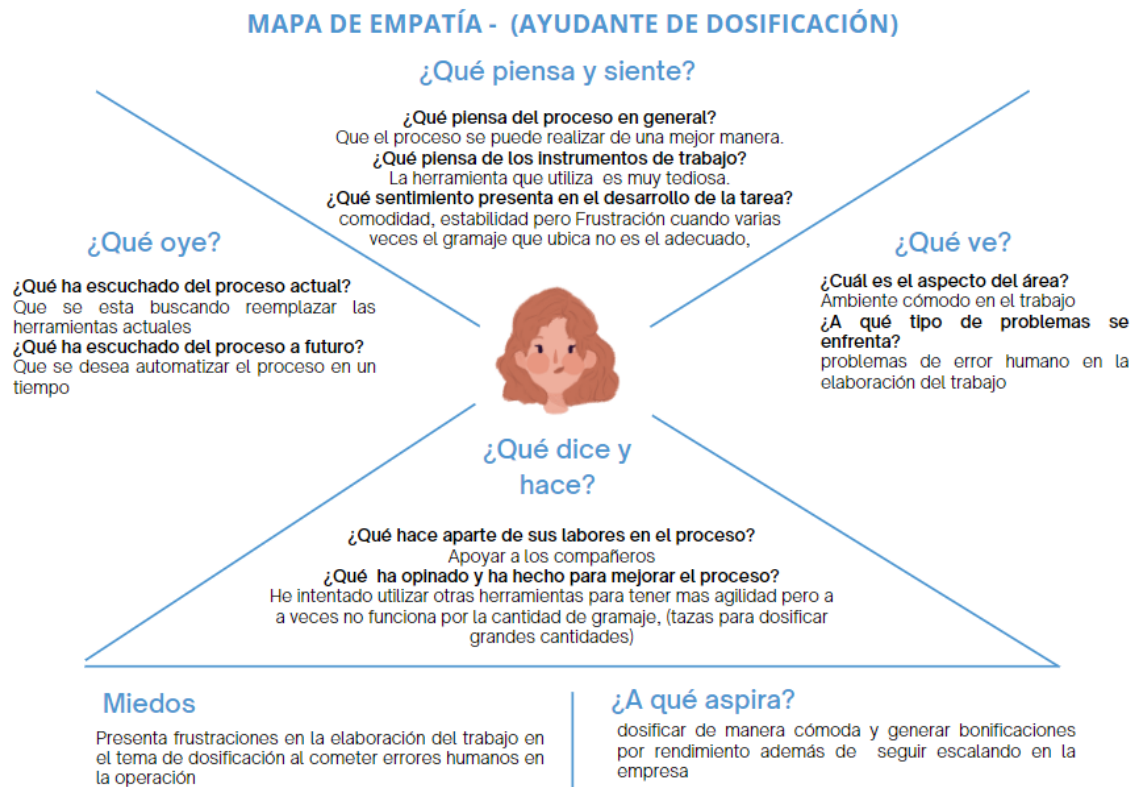 MAPA DE EMPATÍA - (AYUDANTE DE DOSIFICACIÓN)
¿Qué piensa y siente?
¿Qué piensa del proceso en general?
Que el proceso se puede realizar de una mejor manera.
¿Qué piensa de los instrumentos de trabajo?
La herramienta que utiliza es muy tediosa.
¿Qué sentimiento presenta en el desarrollo de la tarea?
comodidad, estabilidad pero Frustración cuando varias
veces el gramaje que ubica no es el adecuado,
¿Qué oye?
¿Qué ha escuchado del proceso actual?
Que se esta buscando reemplazar las
herramientas actuales
¿Qué ha escuchado del proceso a futuro?
Que se desea automatizar el proceso en un
tiempo
¿Qué ve?
¿Cuál es el aspecto del área?
Ambiente cómodo en el trabajo
¿A qué tipo de problemas se
enfrenta?
problemas de error humano en la
elaboración del trabajo
¿Qué dice y
hace?
¿Qué hace aparte de sus labores en el proceso?
Apoyar a los compañeros
¿Qué ha opinado y ha hecho para mejorar el proceso?
He intentado utilizar otras herramientas para tener mas agilidad pero a
a veces no funciona por la cantidad de gramaje, (tazas para dosificar
grandes cantidades)
Miedos
Presenta frustraciones en la elaboración del trabajo en
el tema de dosificación al cometer errores humanos en
la operación
¿A qué aspira?
dosificar de manera cómoda y generar bonificaciones
por rendimiento además de seguir escalando en la
empresa